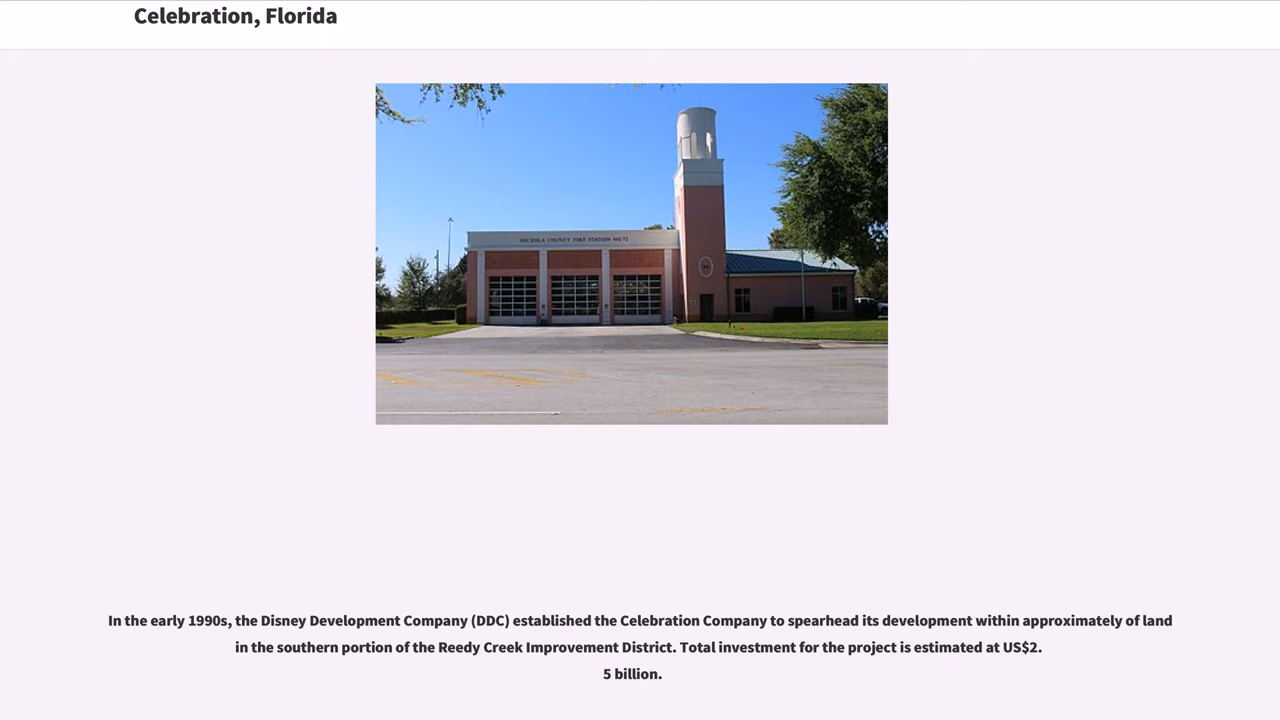 Celebration, Florida
OSCEOLA COUNTY FIRE STATION NO 72
In the early 1990s, the Disney Development Company (DDC) established the Celebration Company to spearhead its development within approximately of land
in the southern portion of the Reedy Creek Improvement District. Total investment for the project is estimated at US$2.
5 billion.